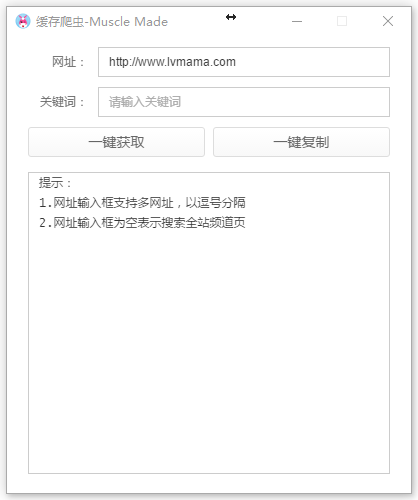 缓存爬虫-Muscle Made
网址： http://www.lvmama.com
关键词： 请输入关键词
一键获取 一键复制
提示：
1.网址输入框支持多网址，以逗号分隔
2.网址输入框为空表示搜索全站频道页